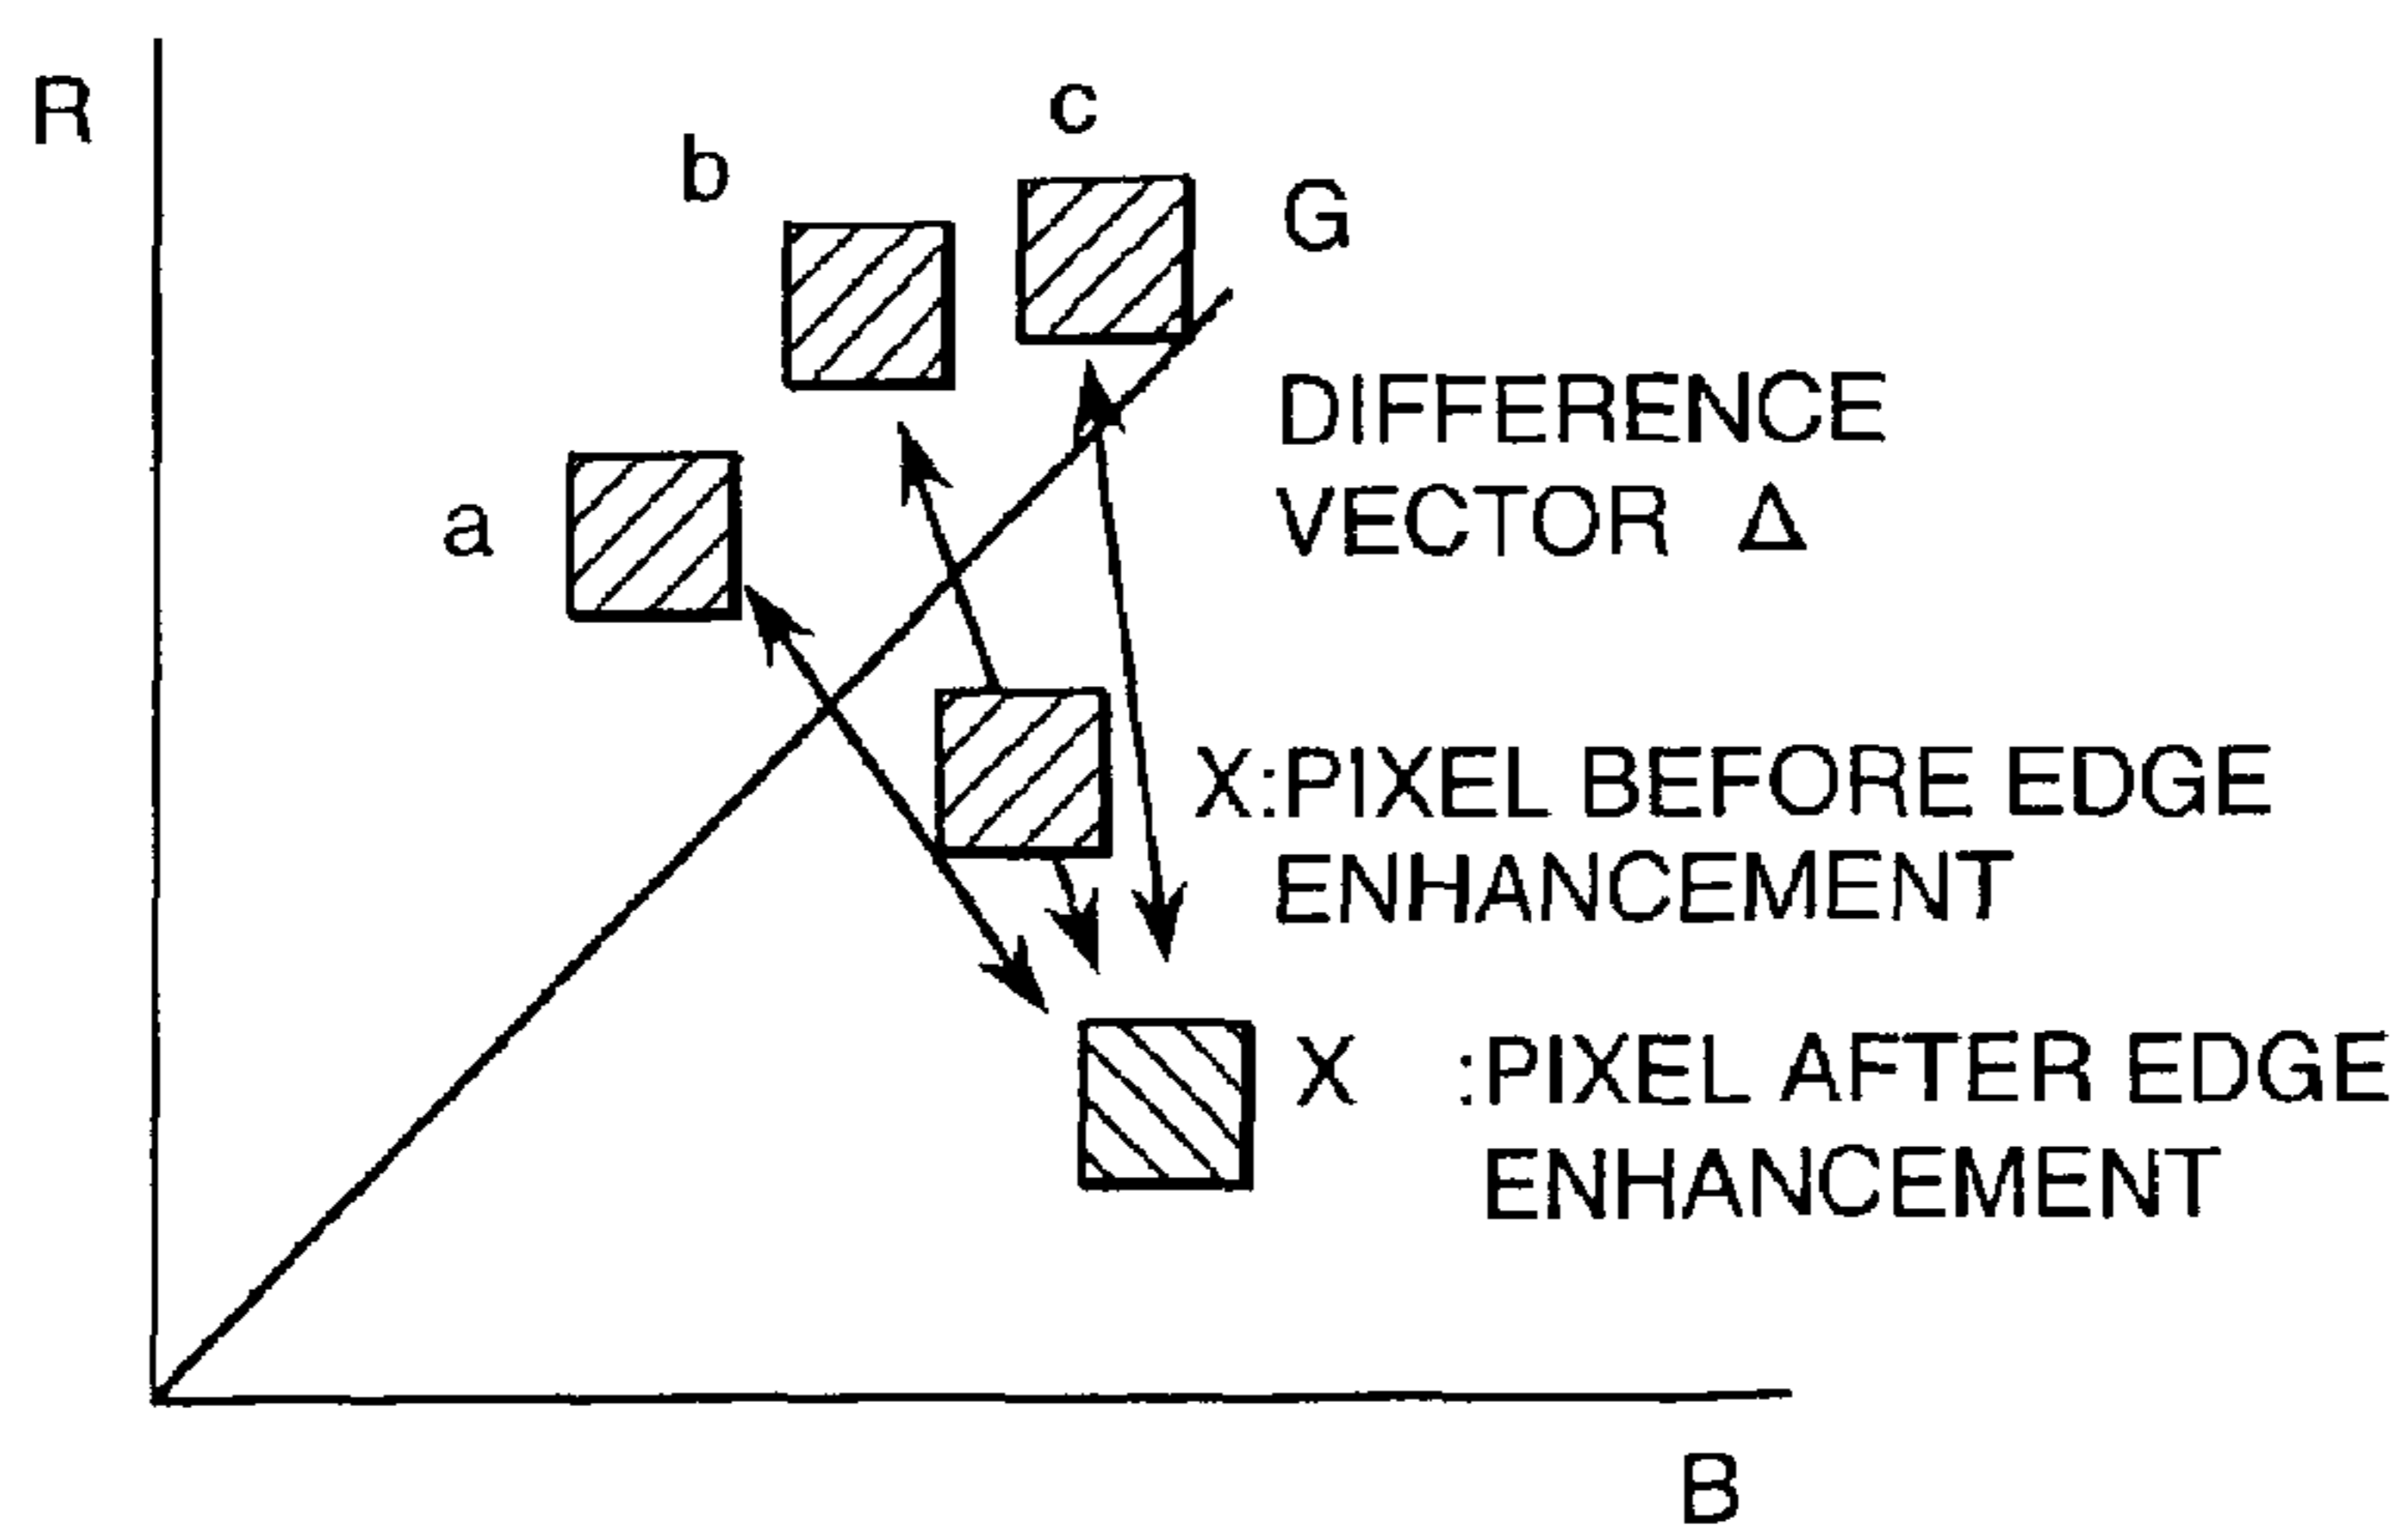 R
c
b
G
DIFFERENCE
VECTOR Δ
a
X:PIXEL BEFORE EDGE
ENHANCEMENT
X :PIXEL AFTER EDGE
ENHANCEMENT
B